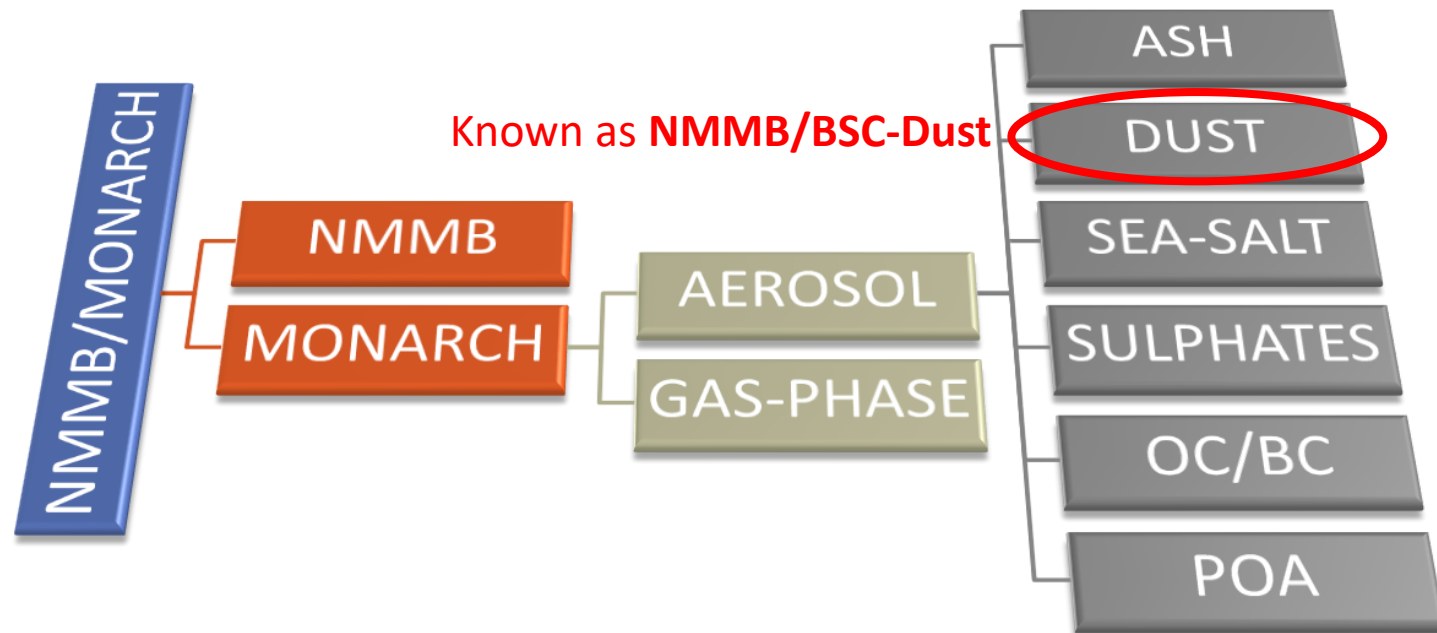 NMMB/MONARCH
NMMB
MONARCH
AEROSOL
GAS-PHASE
ASH
Known as NMMB/BSC-Dust
DUST
SEA-SALT
SULPHATES
OC/BC
POA